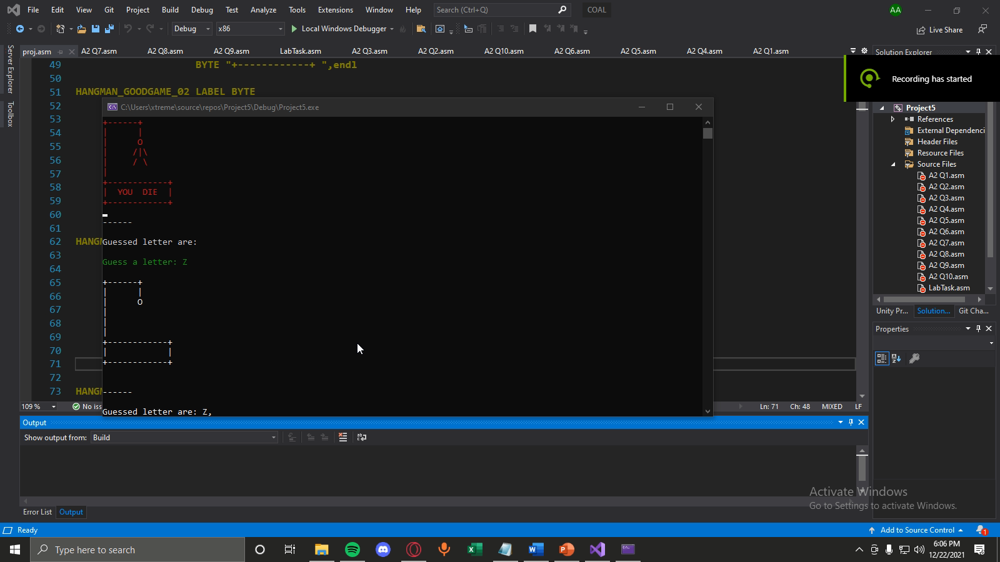 File Edit View Git Project Build Debug Test Analyze Tools Extensions Window Help Search (Ctrl+Q) COAL AA
Debug x86 Local Windows Debugger Live Share
Server Explorer
Toolbox
proj.asm A2 Q7.asm A2 Q8.asm A2 Q9.asm LabTask.asm A2 Q3.asm A2 Q2.asm A2 Q10.asm A2 Q6.asm A2 Q5.asm A2 Q4.asm A2 Q1.asm
49 BYTE "+------------+ ",endl
50
51 HANGMAN_GOODGAME_02 LABEL BYTE
52
53
54
55
56
57
58
59
60
61
62 HANGM
63
64
65
66
67
68
69
70
71
72
73 HANGM
C:\Users\xtreme\source\repos\Project5\Debug\Project5.exe
+------+
|      |
|      O
|     /|\
|     / \
|
+------------+
|  YOU  DIE  |
+------------+
------
Guessed letter are:
Guess a letter: Z
+------+
|      |
|      O
|
|
|
+------------+
|            |
+------------+
------
Guessed letter are: Z,
109 % No iss Ln: 71 Ch: 48 MIXED LF
Output
Show output from: Build
Error List Output
Solution Explorer
Recording has started
Project5
References
External Dependenci
Header Files
Resource Files
Source Files
A2 Q1.asm
A2 Q2.asm
A2 Q3.asm
A2 Q4.asm
A2 Q5.asm
A2 Q6.asm
A2 Q7.asm
A2 Q8.asm
A2 Q9.asm
A2 Q10.asm
LabTask.asm
Unity Pr... Solution... Git Cha...
Properties
Activate Windows
Go to Settings to activate Windows.
Ready Add to Source Control 1
Type here to search
6:06 PM
12/22/2021